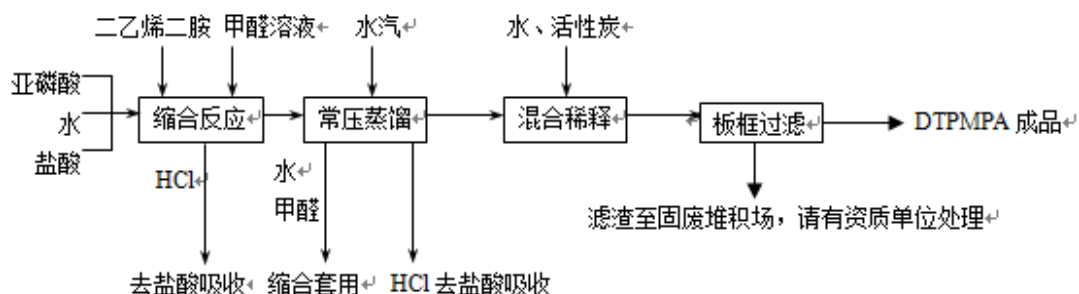 二乙烯二胺 甲醛溶液↵ 水汽↵ 水、活性炭↵
亚磷酸
水
盐酸
缩合反应↵ 常压蒸馏↵ 混合稀释↵ ↵板框过滤↵ DTPMPA 成品↵
HCl↵
水↵
甲醛
滤渣至固废堆积场，请有资质单位处理↵
去盐酸吸收↵ 缩合套用↵ HCl 去盐酸吸收